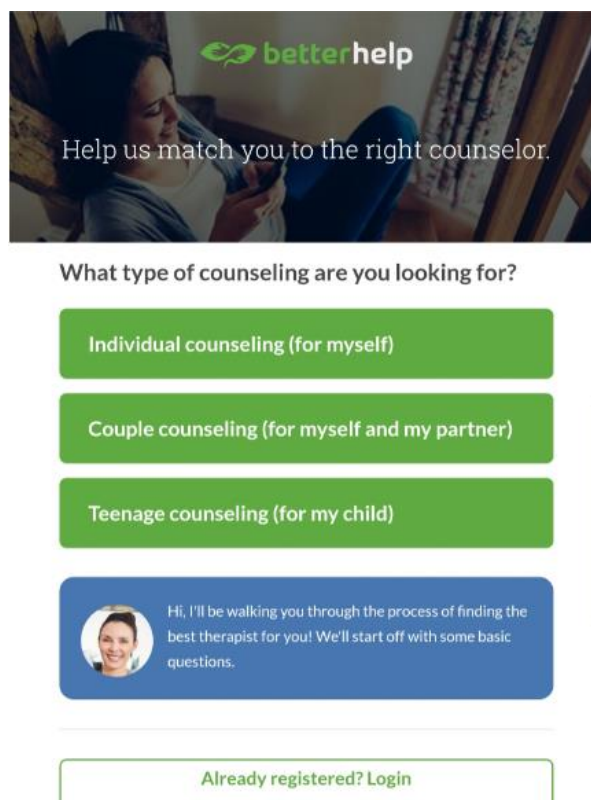 betterhelp
Help us match you to the right counselor.
What type of counseling are you looking for?
Individual counseling (for myself)
Couple counseling (for myself and my partner)
Teenage counseling (for my child)
Hi, I'll be walking you through the process of finding the
best therapist for you! We'll start off with some basic
questions.
Already registered? Login